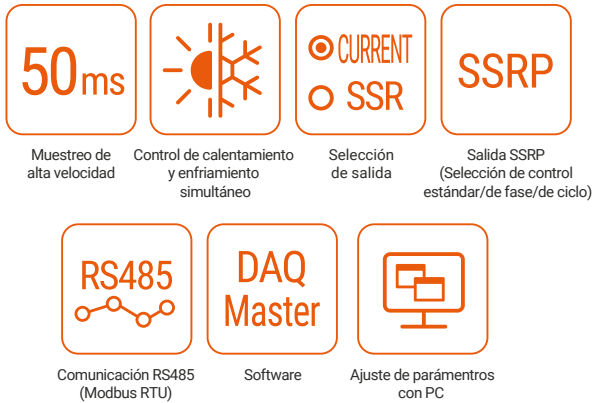 50 ms
CURRENT
SSR
SSRP
Muestreo de
alta velocidad
Control de calentamiento
y enfriamiento
simultáneo
Selección
de salida
Salida SSRP
(Selección de control
estándar/de fase/de ciclo)
RS485
DAQ
Master
Comunicación RS485
(Modbus RTU)
Software
Ajuste de parámentros
con PC